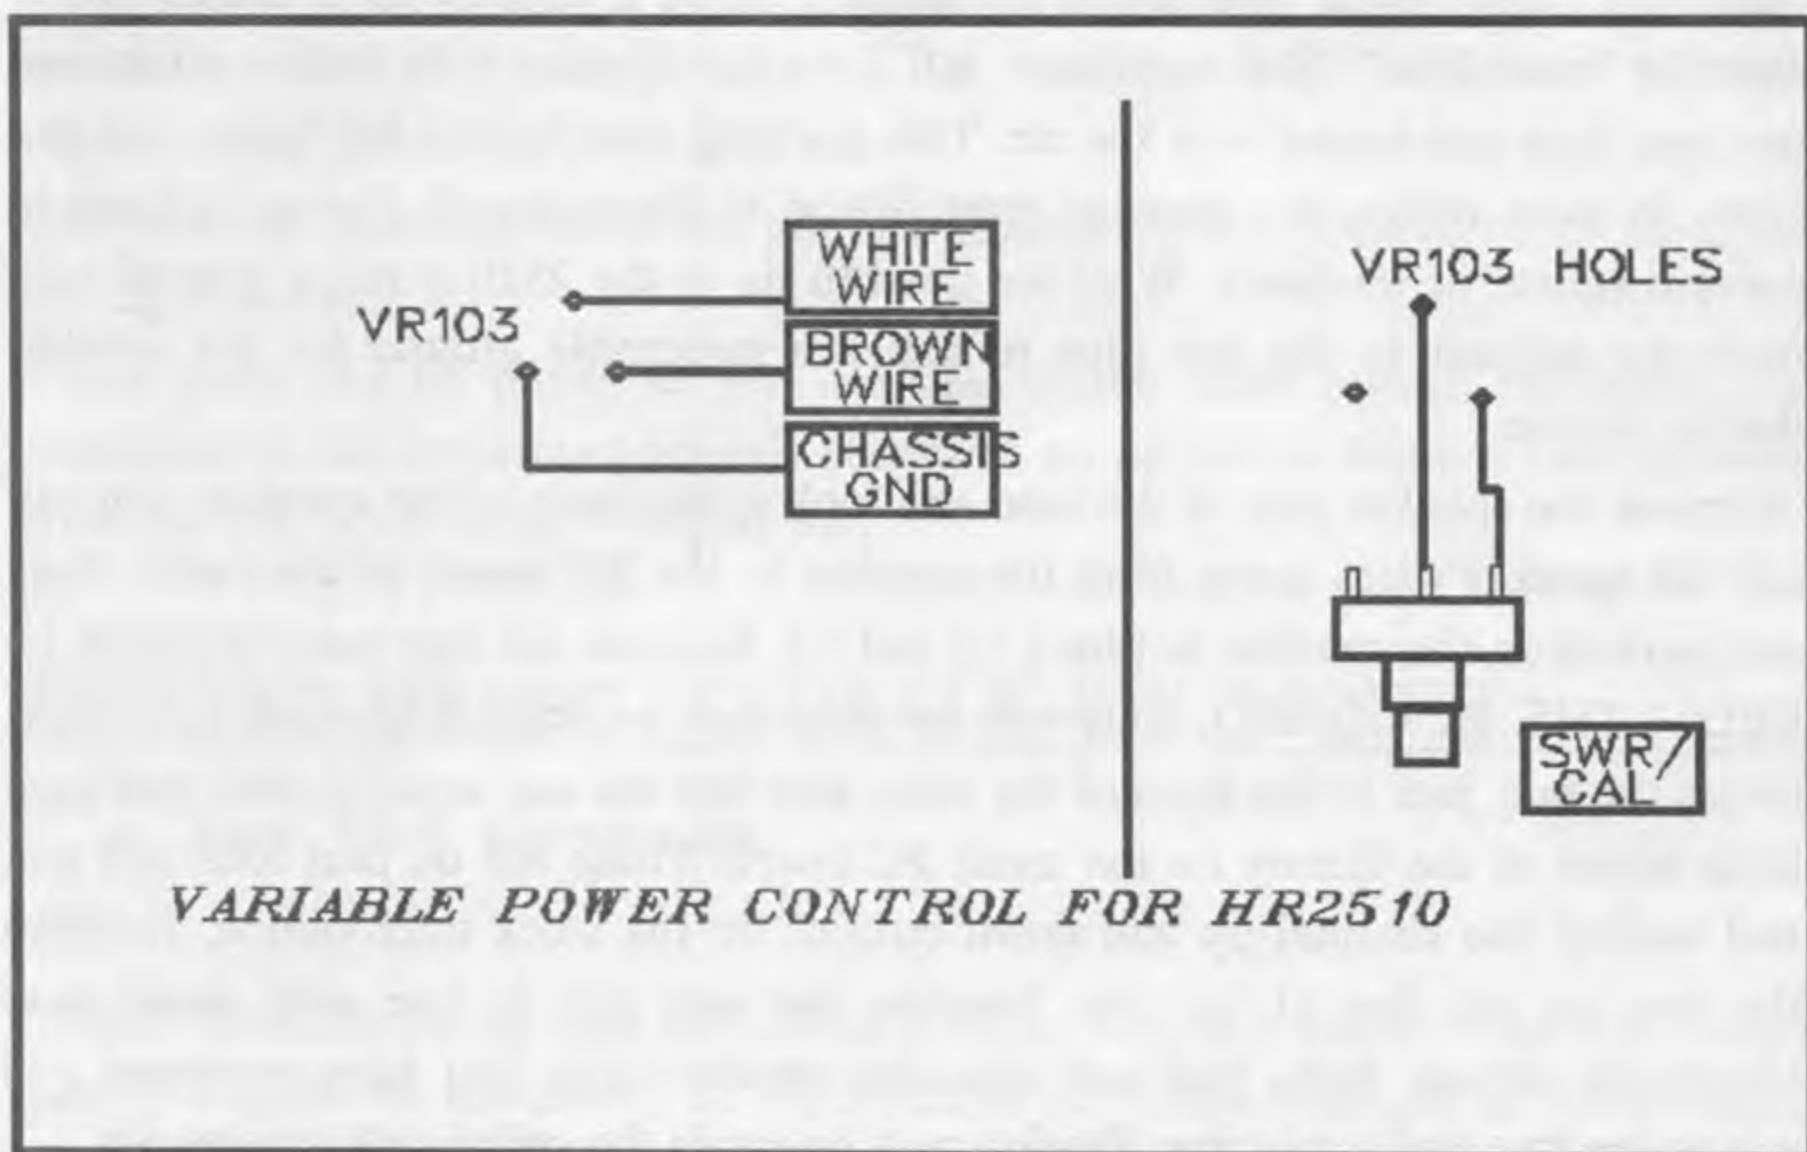 WHITE
WIRE
VR103
BROWN
WIRE
CHASSIS
GND
VR103 HOLES
SWR/
CAL
VARIABLE POWER CONTROL FOR HR2510